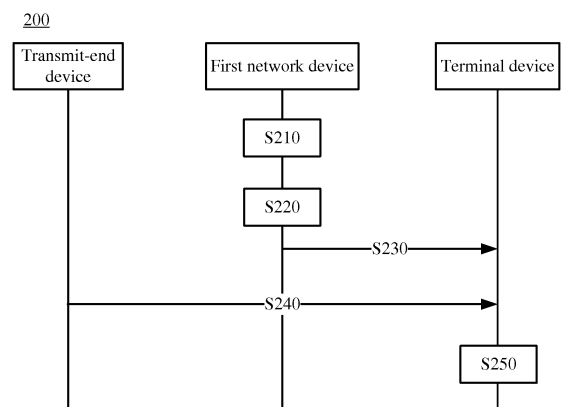 200
Transmit-end
device
First network device
Terminal device
S210
S220
S230
S240
S250